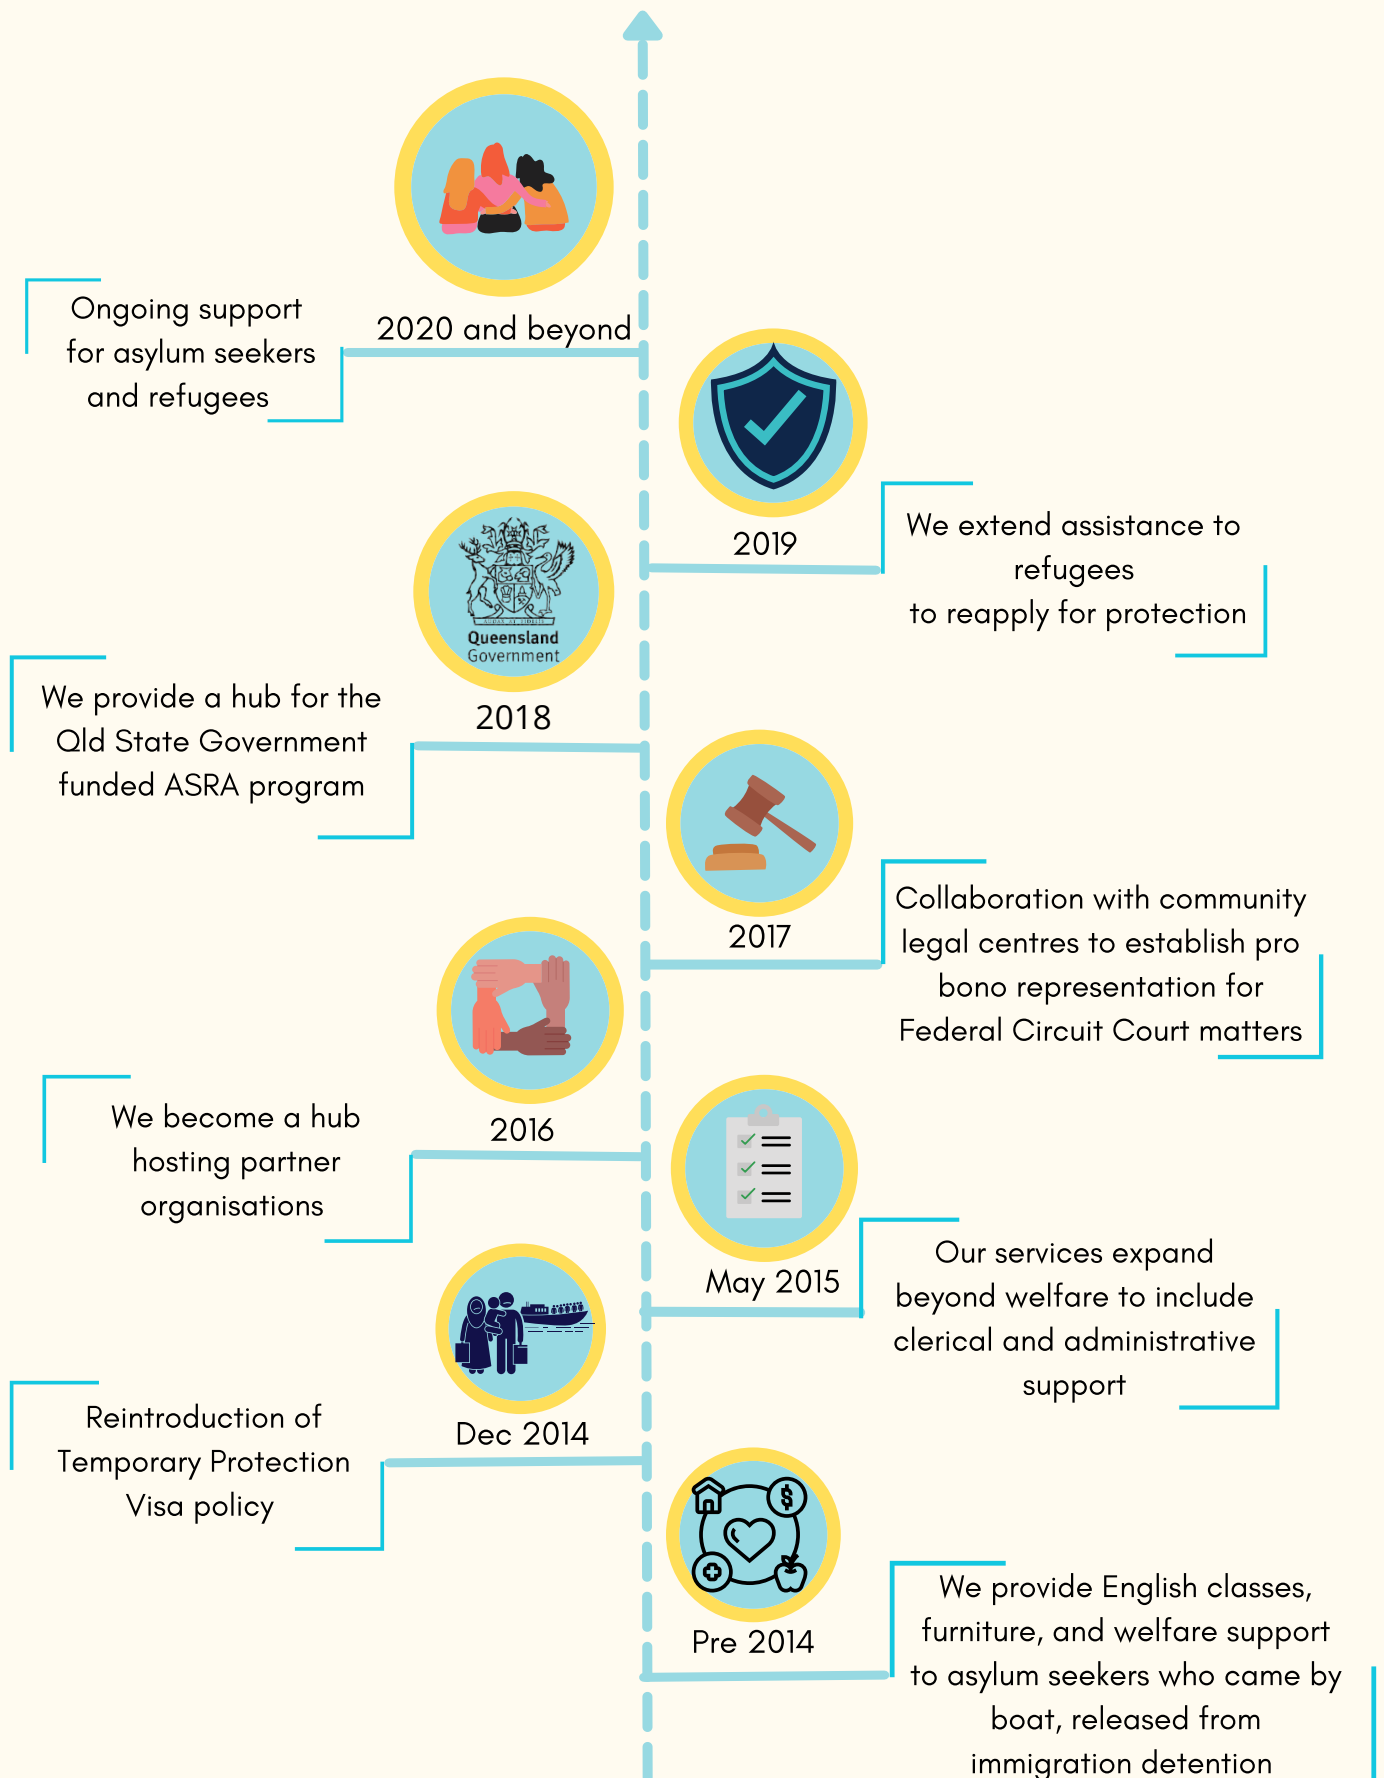 2020 and beyond
Ongoing support
for asylum seekers
and refugees
2019
We extend assistance to
refugees
to reapply for protection
Queensland
Government
2018
We provide a hub for the
Qld State Government
funded ASRA program
2017
Collaboration with community
legal centres to establish pro
bono representation for
Federal Circuit Court matters
2016
We become a hub
hosting partner
organisations
May 2015
Our services expand
beyond welfare to include
clerical and administrative
support
Dec 2014
Reintroduction of
Temporary Protection
Visa policy
Pre 2014
We provide English classes,
furniture, and welfare support
to asylum seekers who came by
boat, released from
immigration detention